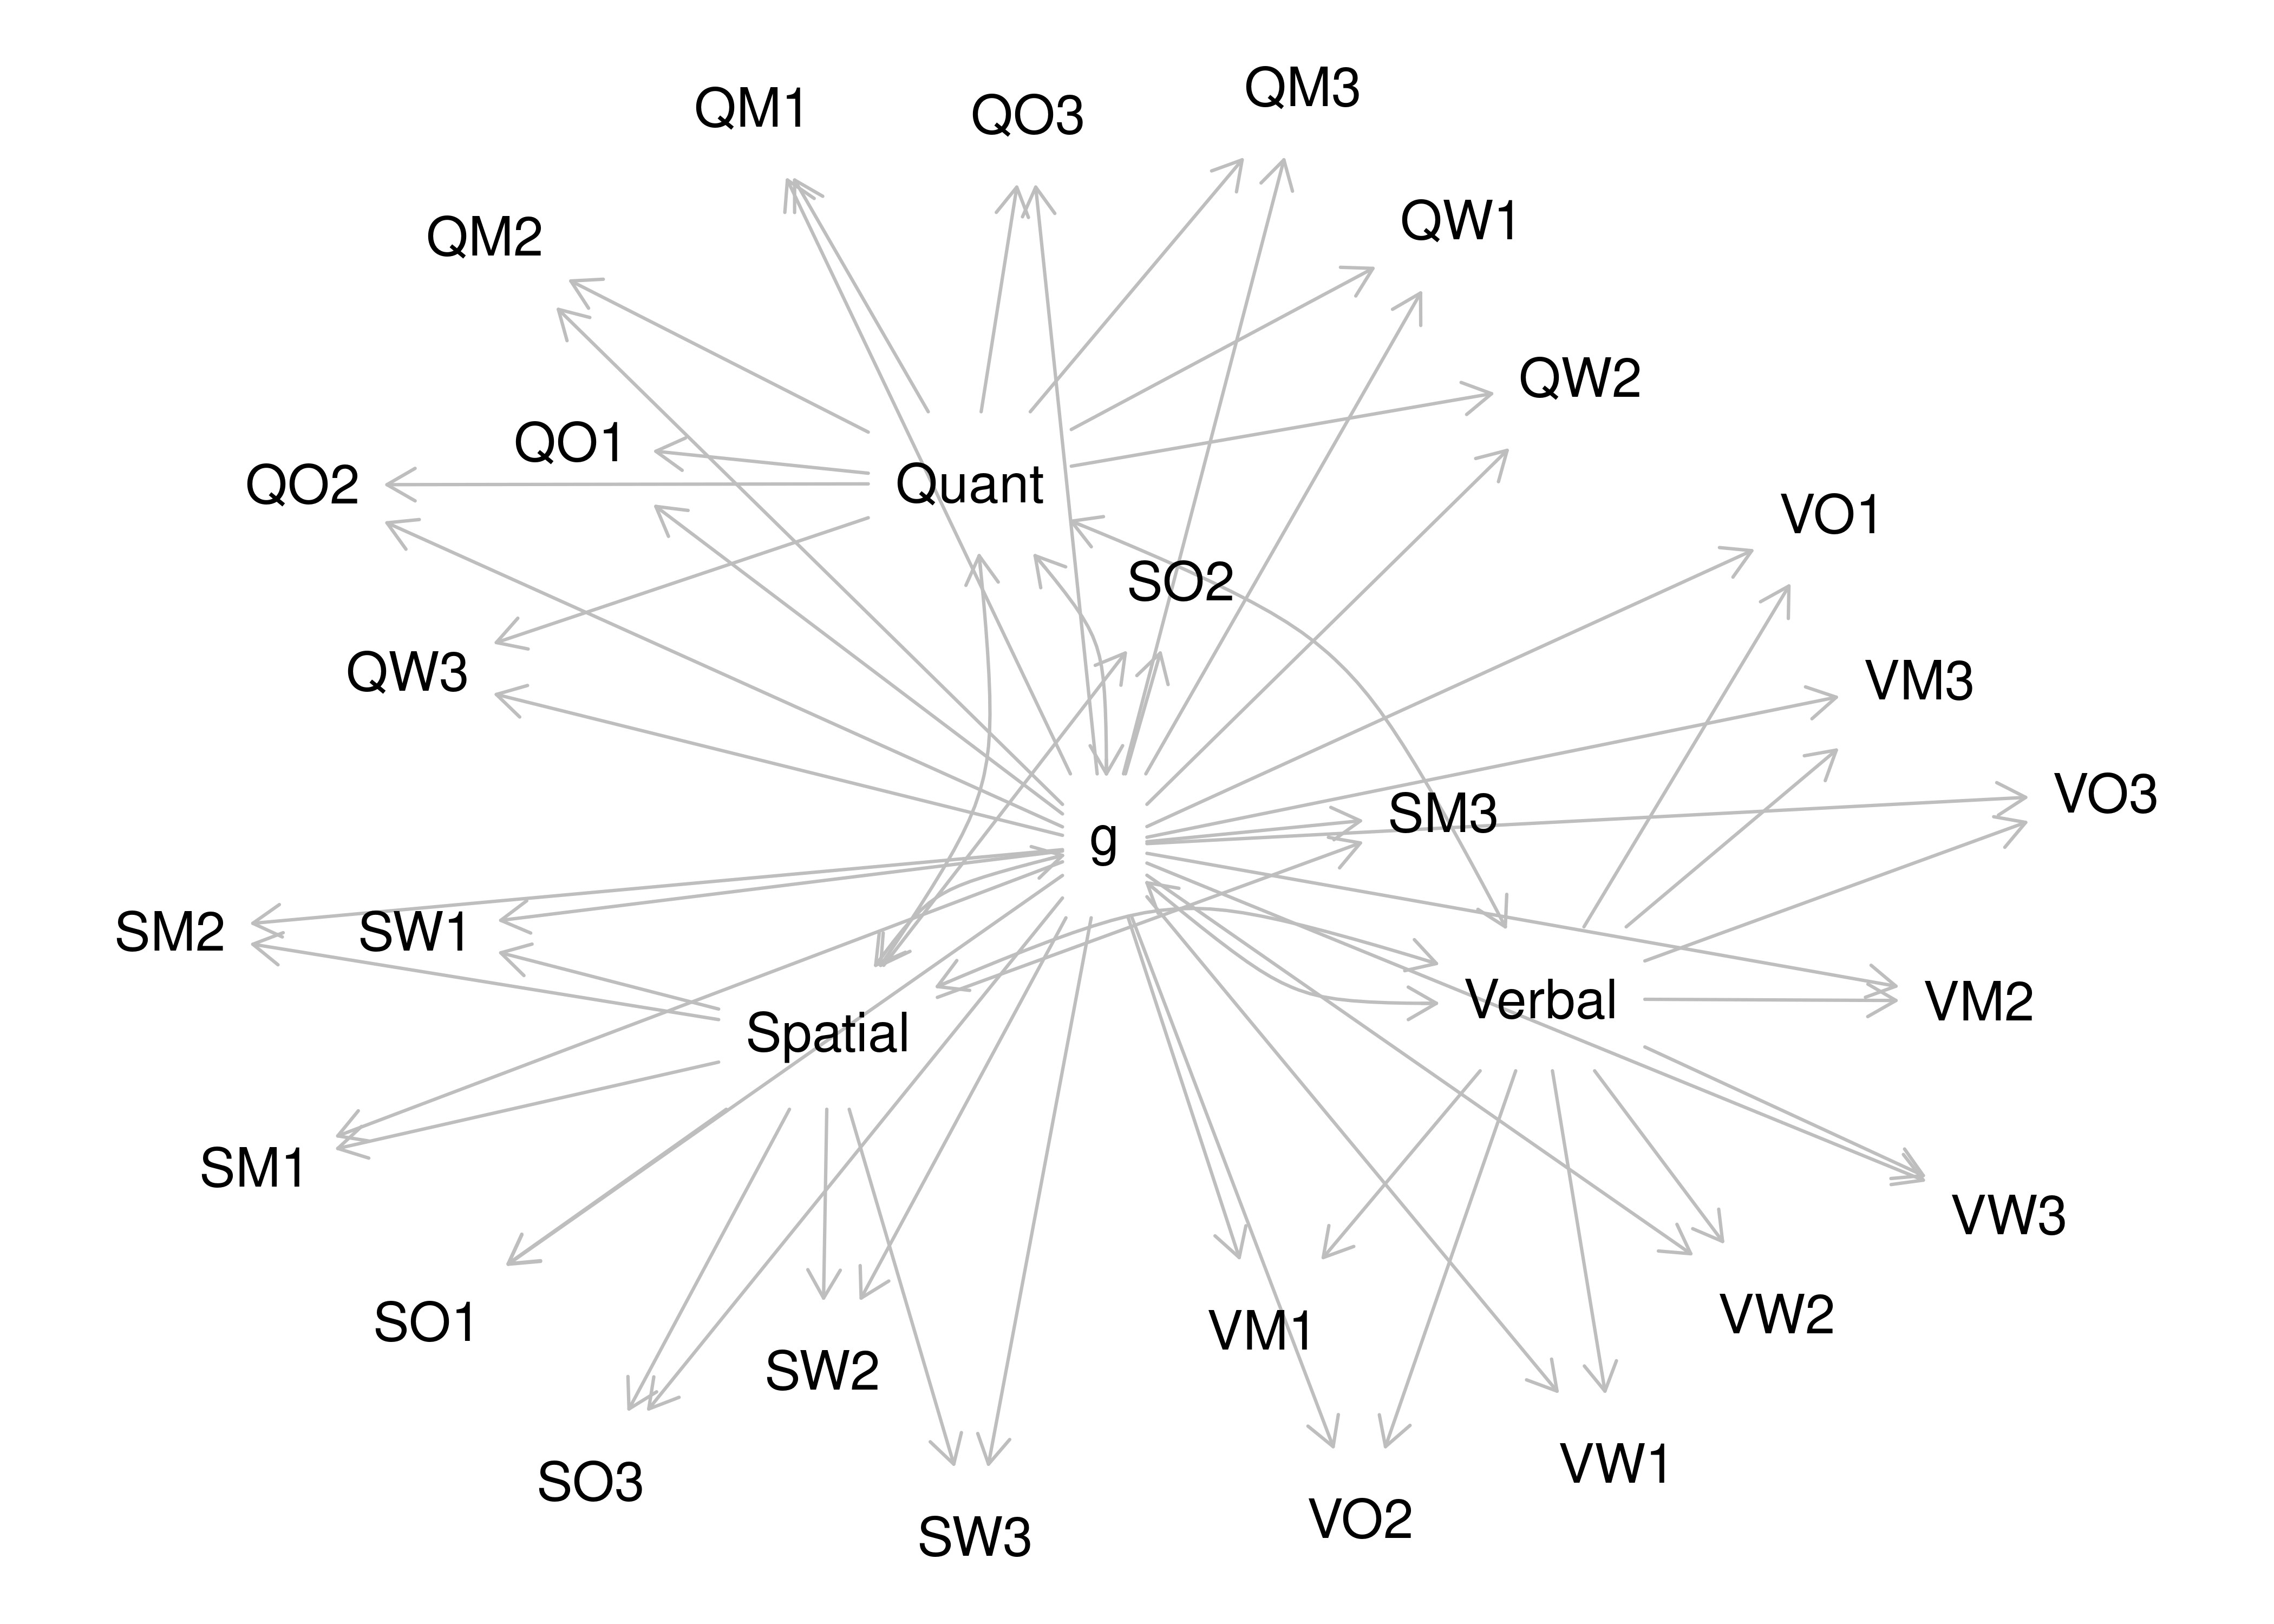 QM3
QM1
QO3
QW1
QM2
QW2
QO1
QO2
Quant
VO1
SO2
QW3
VM3
VO3
SM3
g
SM2
SW1
Verbal
VM2
Spatial
SM1
VW3
VW2
SO1
VM1
SW2
VW1
SO3
VO2
SW3